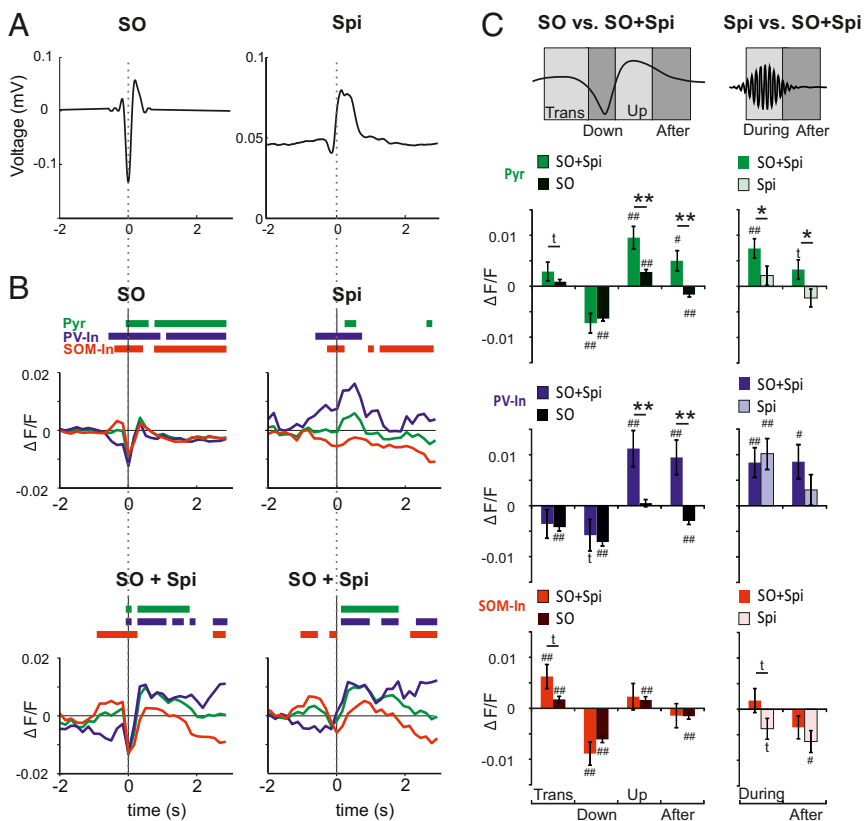 A
SO
Spi
Voltage (mV)
0.1
0
-0.1
-2
0
2
0.1
0.05
0
-2
0
2
B
SO
Spi
Pyr
PV-In
SOM-In
Δ F/F
0.02
0
-0.02
-2
0
2
-2
0
2
SO + Spi
SO + Spi
Δ F/F
0.02
0
-0.02
-2
0
2
-2
0
2
time (s)
time (s)
C
SO vs. SO+Spi
Spi vs. SO+Spi
Trans
Down
Up
After
During
After
Pyr
SO+Spi
SO
SO+Spi
Spi
Δ F/F
0.01
0
-0.01
t
##
##
##
**
##
#
**
##
*
t
*
PV-In
SO+Spi
SO
SO+Spi
Spi
Δ F/F
0.01
0
-0.01
##
t
##
##
**
##
**
##
##
##
#
SOM-In
SO+Spi
SO
SO+Spi
Spi
Δ F/F
0.01
0
-0.01
##
t
##
##
##
##
##
t
t
#
Trans
Down
Up
After
During
After